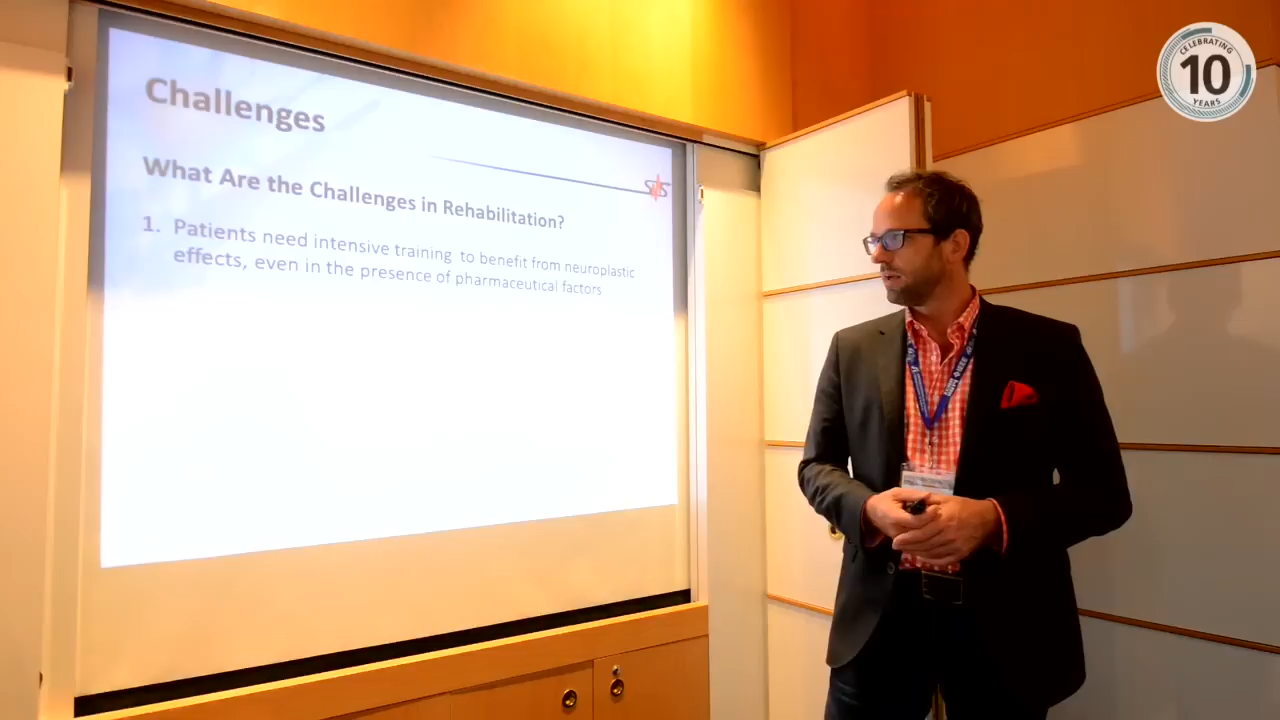 Challenges
What Are the Challenges in Rehabilitation?
1. Patients need intensive training to benefit from neuroplastic
effects, even in the presence of pharmaceutical factors
CELEBRATING
10
YEARS